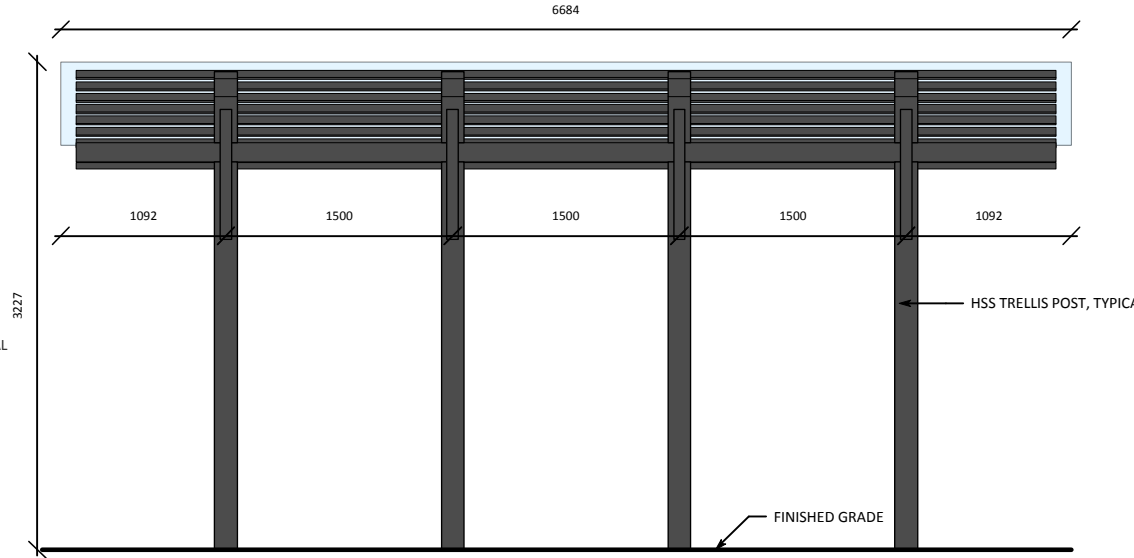 6684
1092
1500
1500
1500
1092
3227
HSS TRELLIS POST, TYPICA
L
FINISHED GRADE